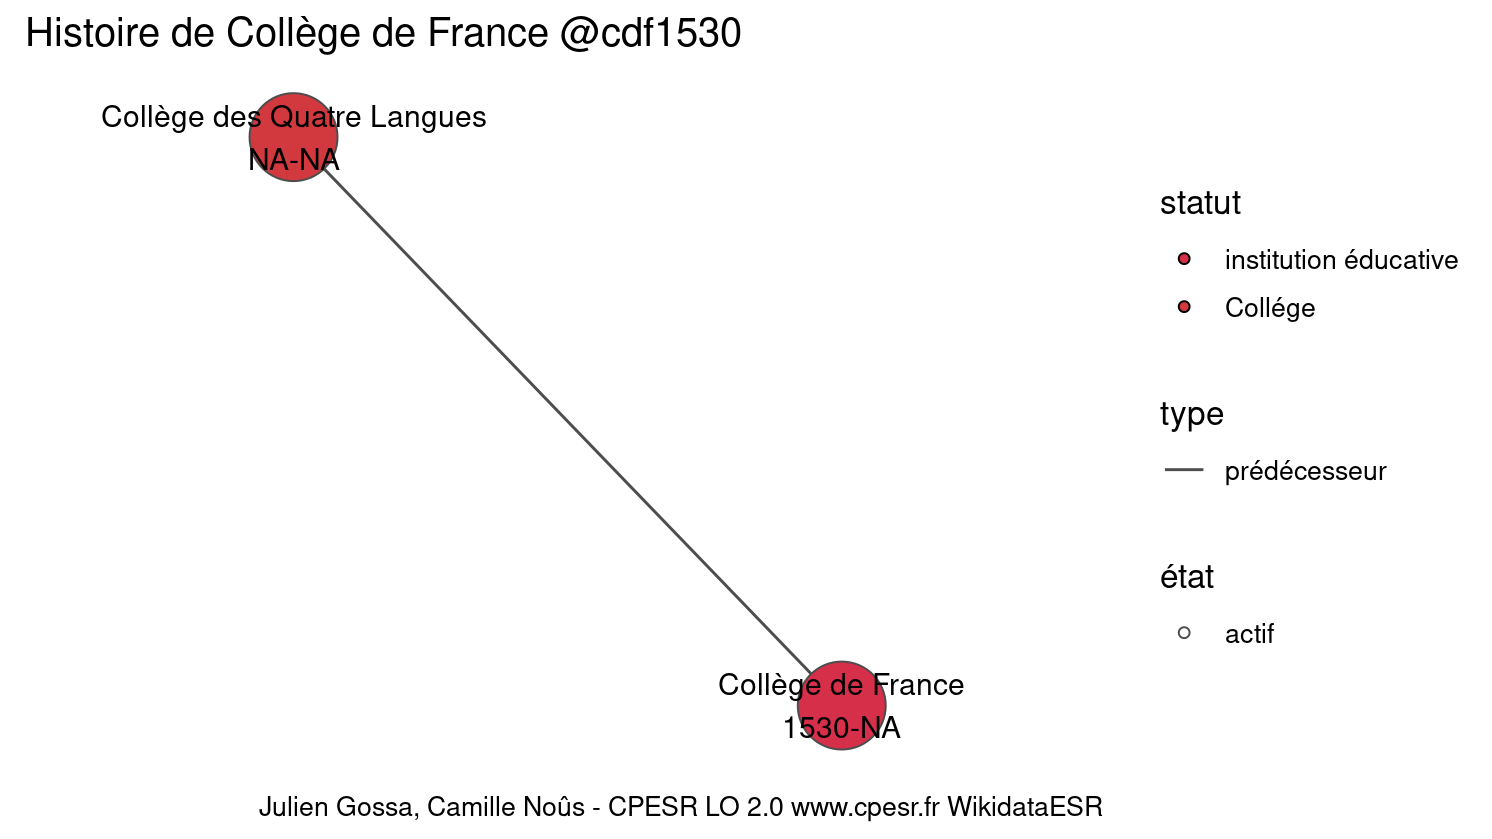 Histoire de Collège de France @cdf1530
Collège des Quatre Langues
NA-NA
Collège de France
1530-NA
statut
institution éducative
Collége
type
prédécesseur
état
actif
Julien Gossa, Camille Noûs - CPESR LO 2.0 www.cpesr.fr WikidataESR